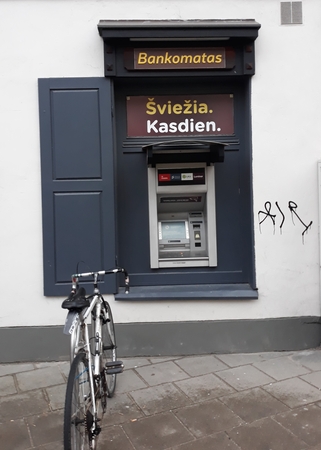 Bankomatas
Šviežia.
Kasdien.